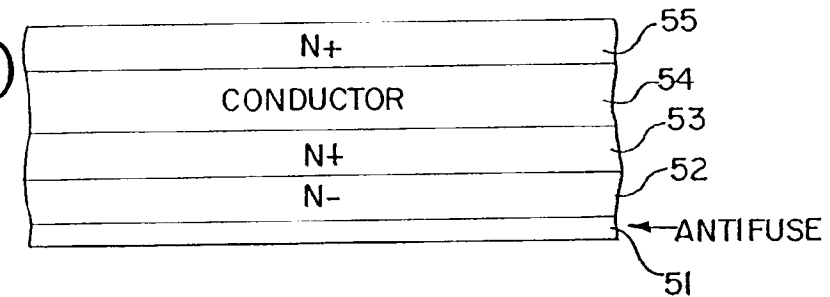 N+
55
CONDUCTOR
54
N+
53
N-
52
ANTIFUSE
51